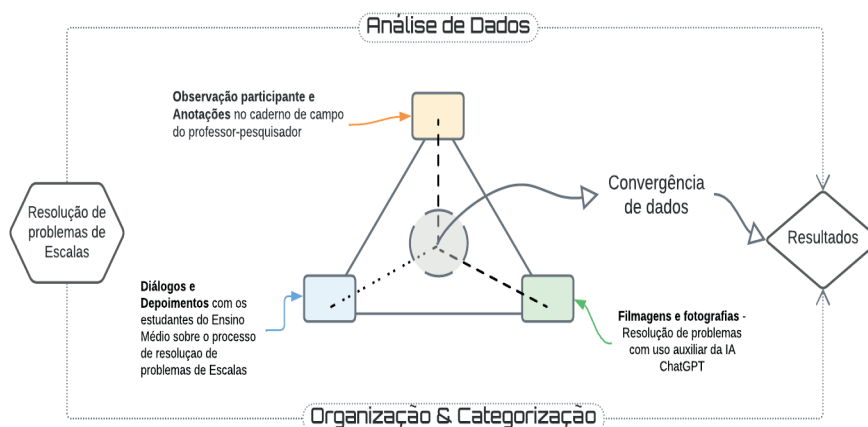 Análise de Dados
Observação participante e
Anotações no caderno de campo
do professor-pesquisador
Convergência
de dados
Resolução de
problemas de
Escalas
Resultados
Diálogos e
Depoimentos com os
estudantes do Ensino
Médio sobre o processo
de resoluçao de
problemas de Escalas
Filmagens e fotografias -
Resolução de problemas
com uso auxiliar da IA
ChatGPT
Organização & Categorização